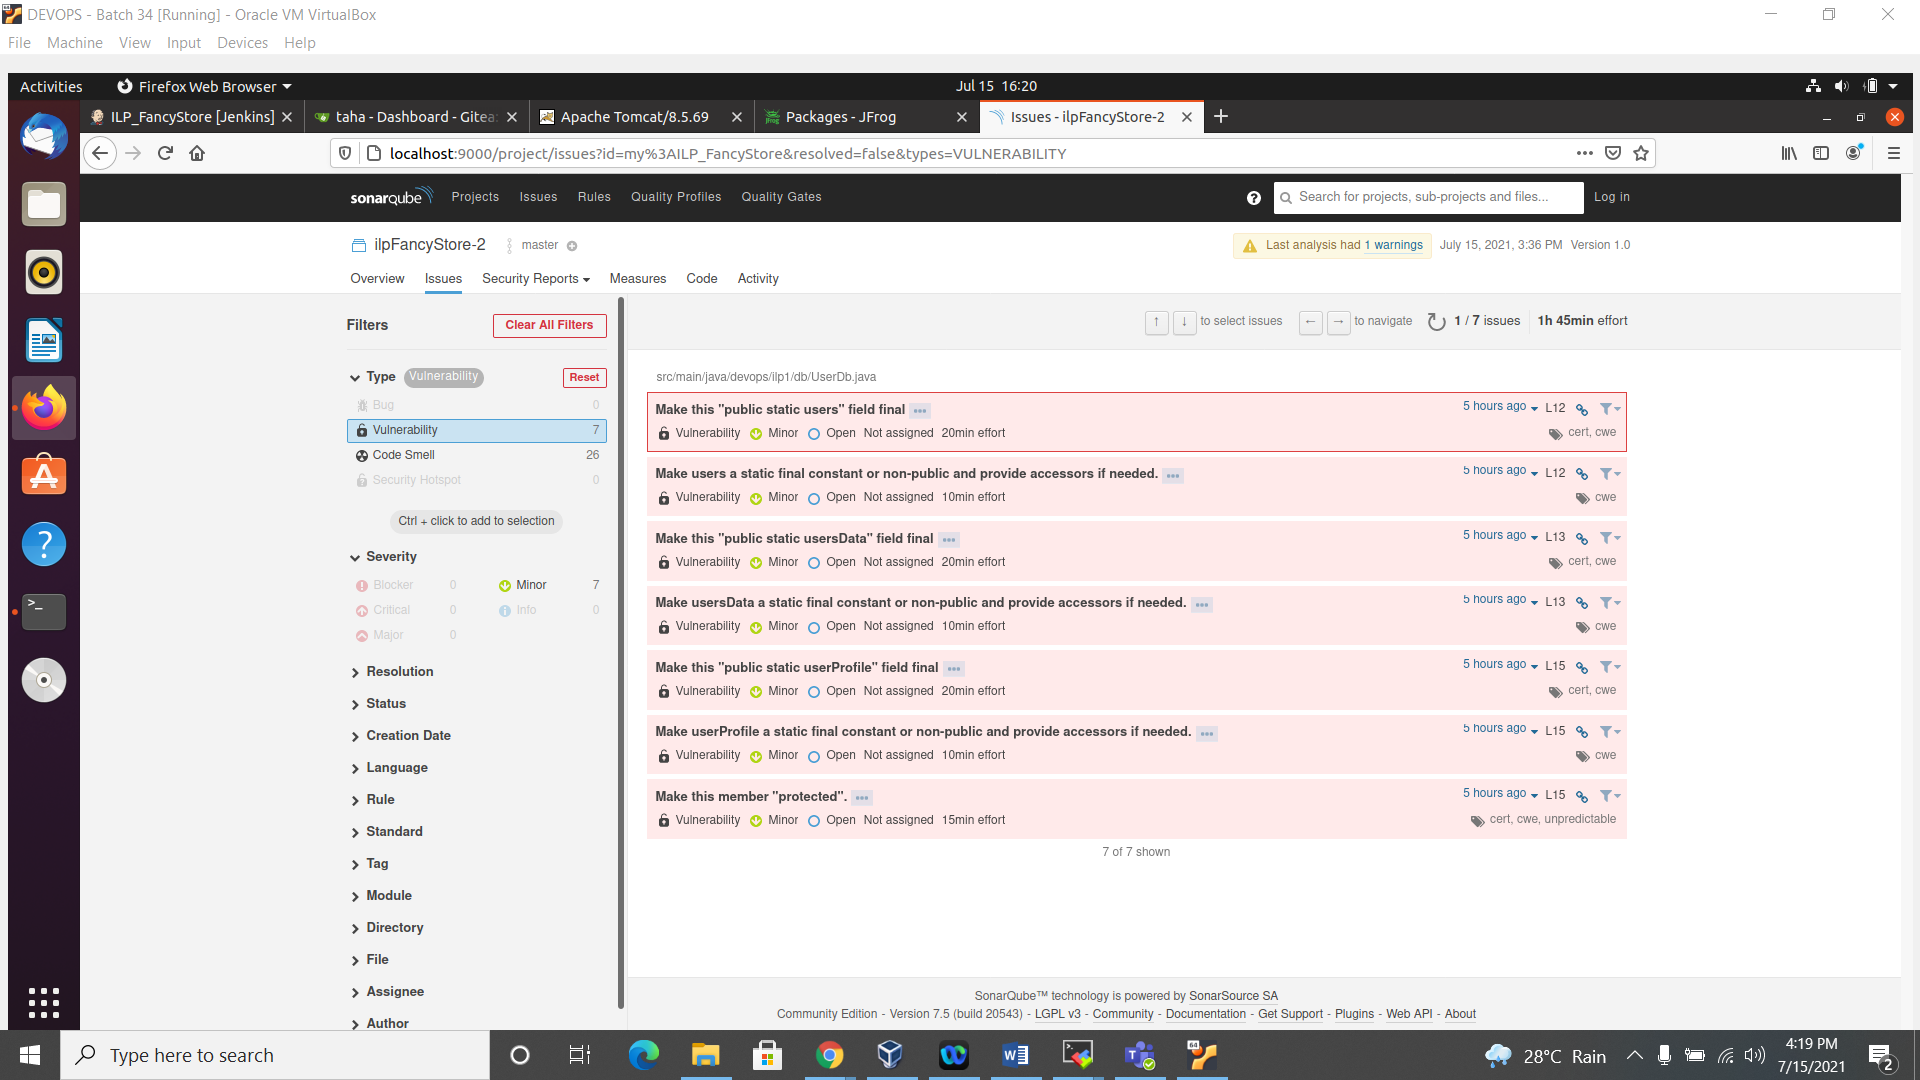 DEVOPS - Batch 34 [Running] - Oracle VM VirtualBox
File Machine View Input Devices Help
Activities Firefox Web Browser Jul 15 16:20
ILP_FancyStore [Jenkins] taha - Dashboard - Gitea: Apache Tomcat/8.5.69 Packages - JFrog Issues - ilpFancyStore-2
localhost:9000/project/issues?id=my%3AILP_FancyStore&resolved=false&types=VULNERABILITY
sonarqube Projects Issues Rules Quality Profiles Quality Gates Search for projects, sub-projects and files... Log in
ilpFancyStore-2 master Last analysis had 1 warnings July 15, 2021, 3:36 PM Version 1.0
Overview Issues Security Reports Measures Code Activity
Filters Clear All Filters
to select issues to navigate 1 / 7 issues 1h 45min effort
Type Vulnerability Reset
Bug 0
Vulnerability 7
Code Smell 26
Security Hotspot 0
Ctrl + click to add to selection
Severity
Blocker 0 Minor 7
Critical 0 Info 0
Major 0
Resolution
Status
Creation Date
Language
Rule
Standard
Tag
Module
Directory
File
Assignee
Author
src/main/java/devops/ilp1/db/UserDb.java
Make this "public static users" field final 5 hours ago L12
Vulnerability Minor Open Not assigned 20min effort cert, cwe
Make users a static final constant or non-public and provide accessors if needed. 5 hours ago L12
Vulnerability Minor Open Not assigned 10min effort cwe
Make this "public static usersData" field final 5 hours ago L13
Vulnerability Minor Open Not assigned 20min effort cert, cwe
Make usersData a static final constant or non-public and provide accessors if needed. 5 hours ago L13
Vulnerability Minor Open Not assigned 10min effort cwe
Make this "public static userProfile" field final 5 hours ago L15
Vulnerability Minor Open Not assigned 20min effort cert, cwe
Make userProfile a static final constant or non-public and provide accessors if needed. 5 hours ago L15
Vulnerability Minor Open Not assigned 10min effort cwe
Make this member "protected". 5 hours ago L15
Vulnerability Minor Open Not assigned 15min effort cert, cwe, unpredictable
7 of 7 shown
SonarQube™ technology is powered by SonarSource SA
Community Edition - Version 7.5 (build 20543) - LGPL v3 - Community - Documentation - Get Support - Plugins - Web API - About
Type here to search 28°C Rain 4:19 PM
7/15/2021 2